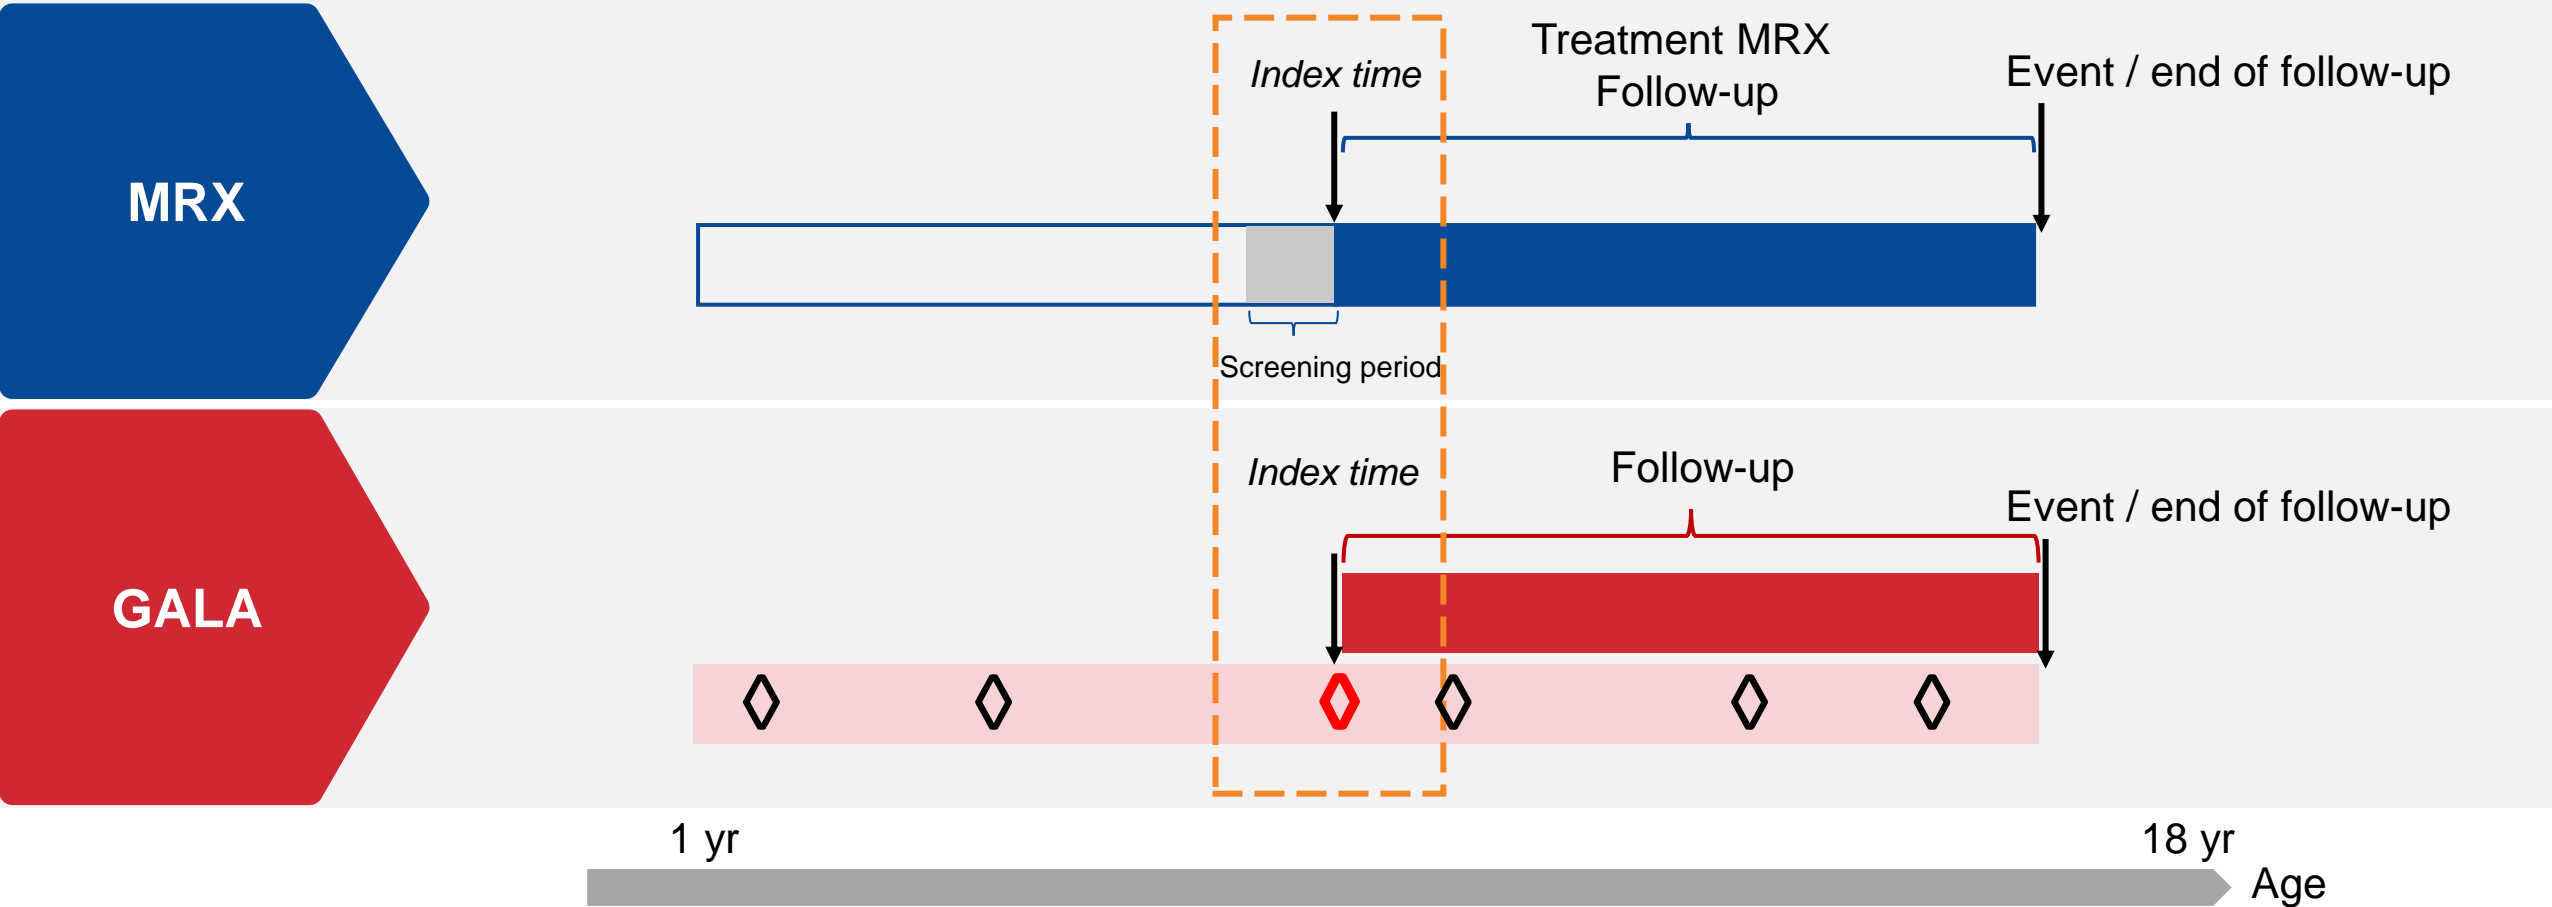 MRX
Index time
Treatment MRX
Follow-up
Event / end of follow-up
Screening period
GALA
Index time
Follow-up
Event / end of follow-up
1 yr
18 yr
Age